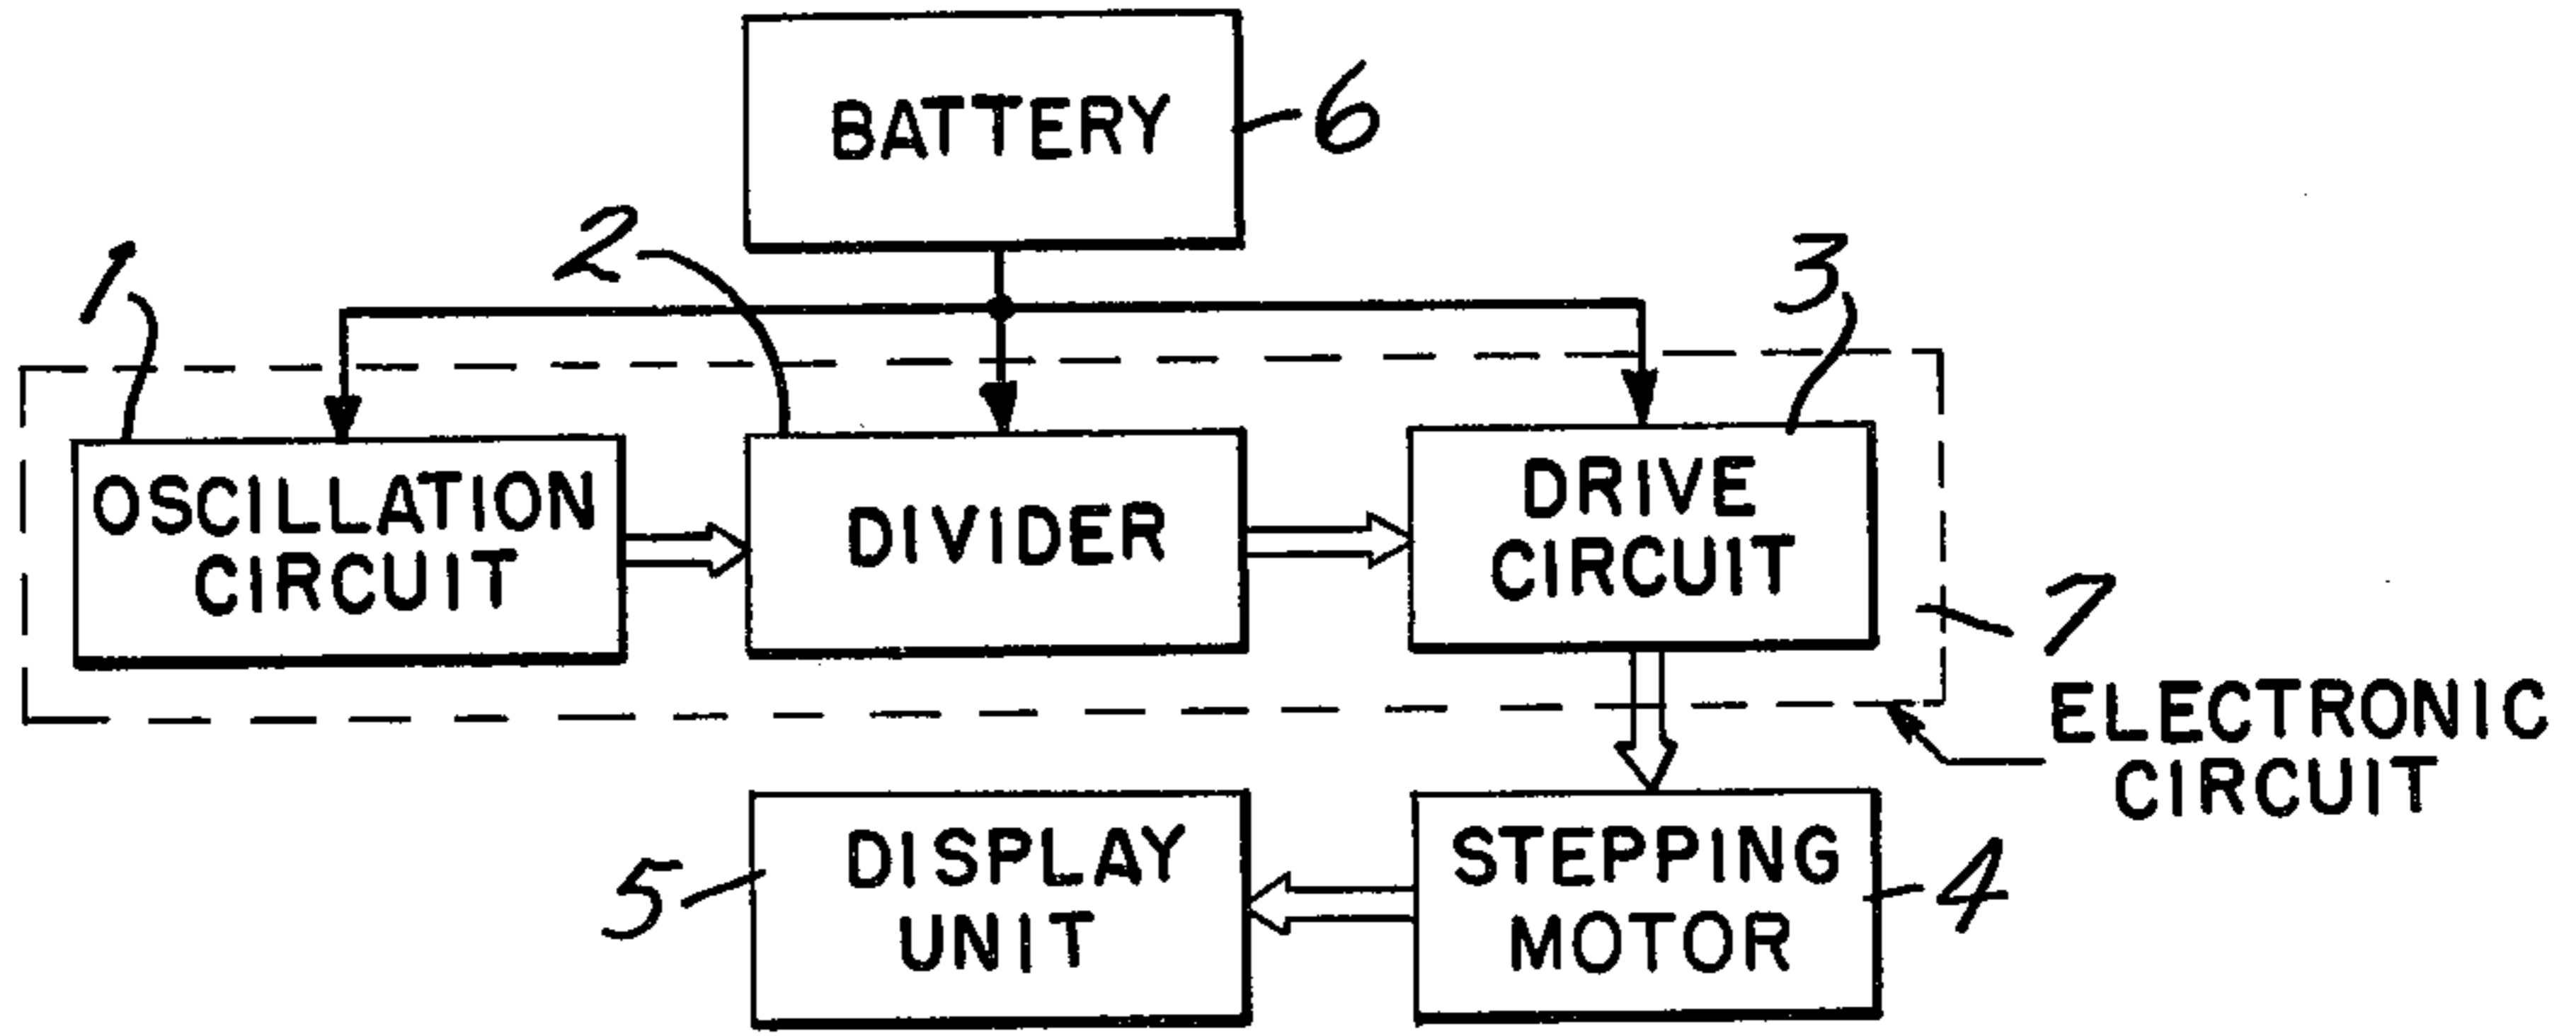 BATTERY
6
1
2
3
OSCILLATION
CIRCUIT
DIVIDER
DRIVE
CIRCUIT
7
ELECTRONIC
CIRCUIT
5
DISPLAY
UNIT
STEPPING
MOTOR
4